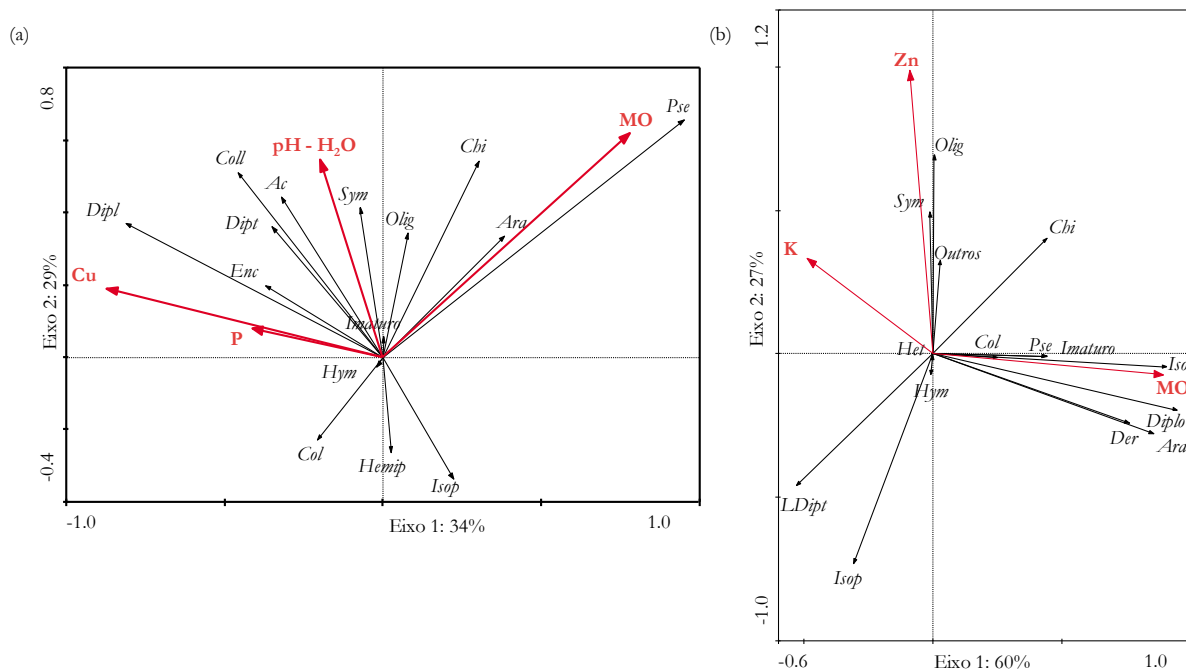 (a)
0.8
Eixo 2: 29%
-0.4
-1.0
Eixo 1: 34%
1.0
MO
Pse
pH - H₂O
Chi
Coll
Ac
Sym
Dipl
Dipt
Olig
Ara
Enc
Cu
P
Imaturo
Hym
Col
Hemip
Isop
(b)
1.2
Eixo 2: 27%
-1.0
-0.6
Eixo 1: 60%
1.0
Zn
Olig
Sym
Chi
K
Outros
Het
Col
Pse
Imaturo
MO
Hym
Diplo
Der
Ara
LDipt
Isop